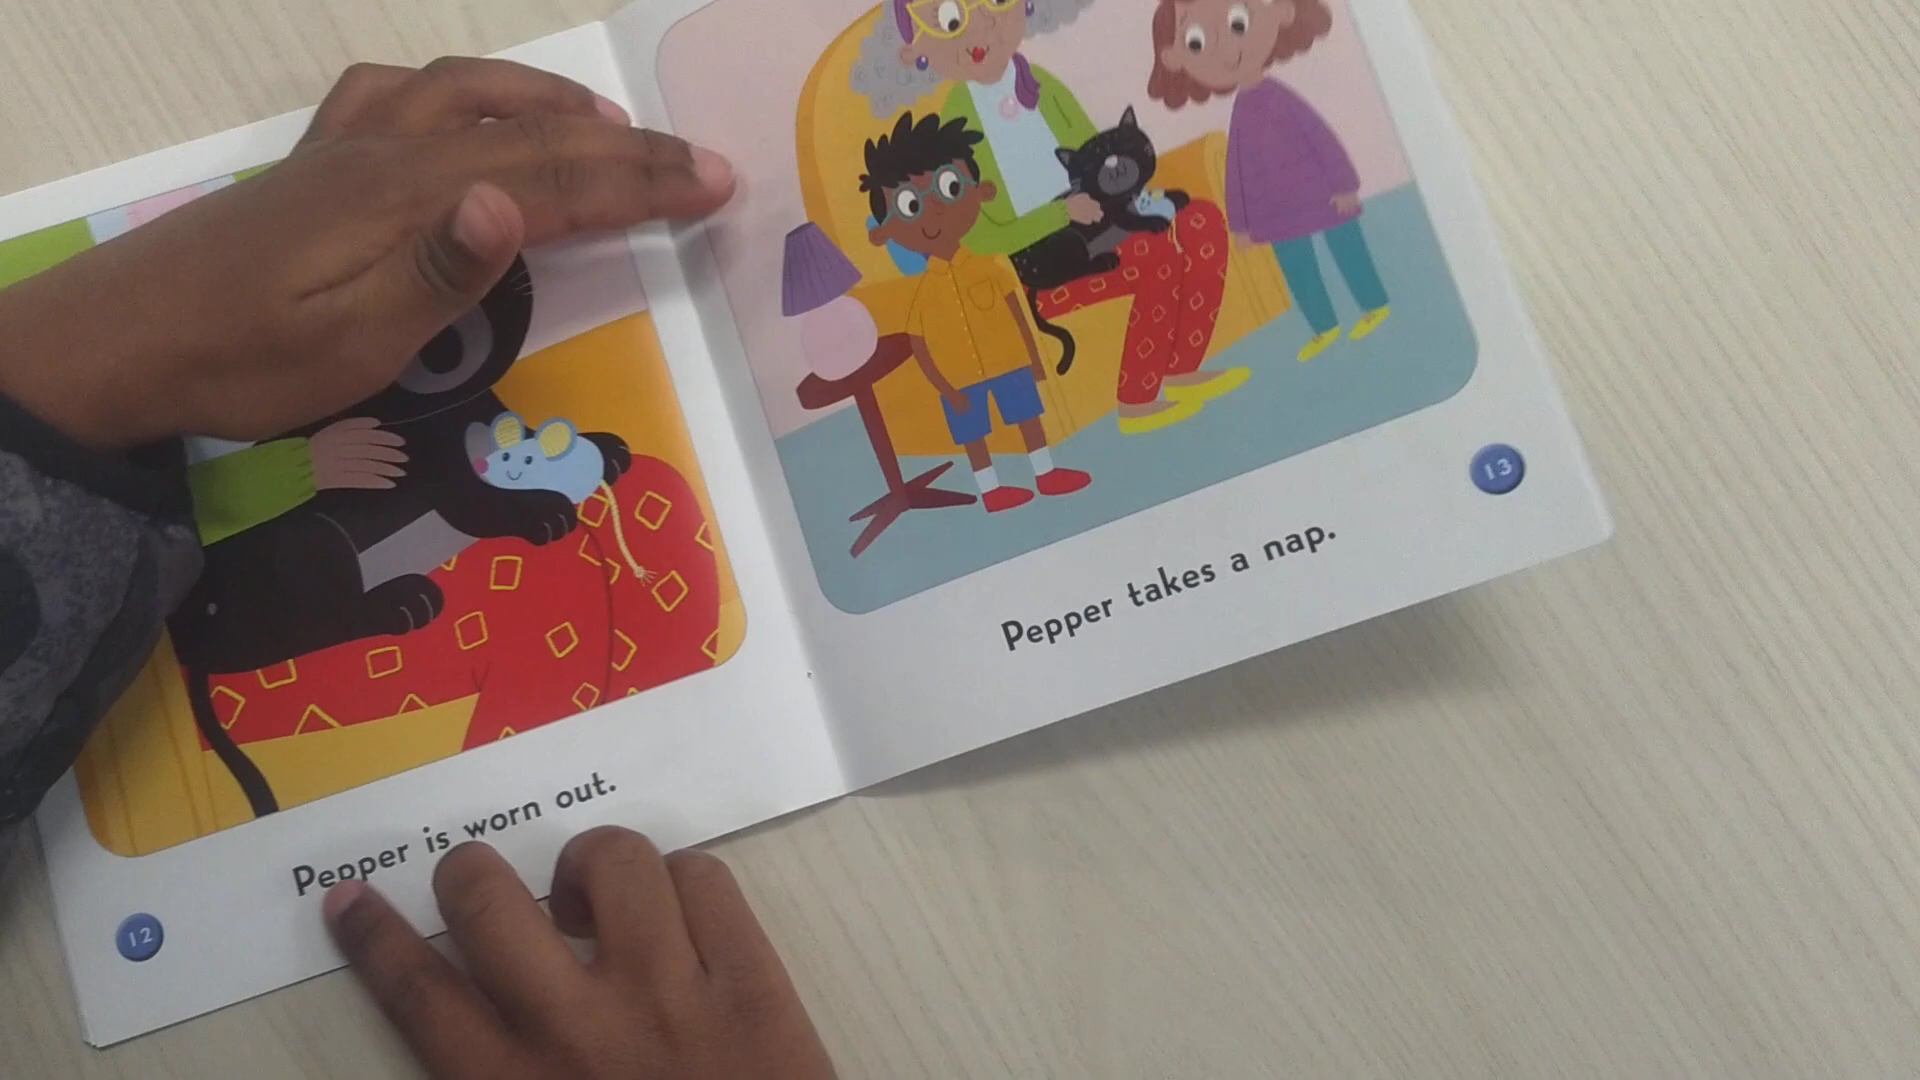 Pepper is worn out.
12
Pepper takes a nap.
13